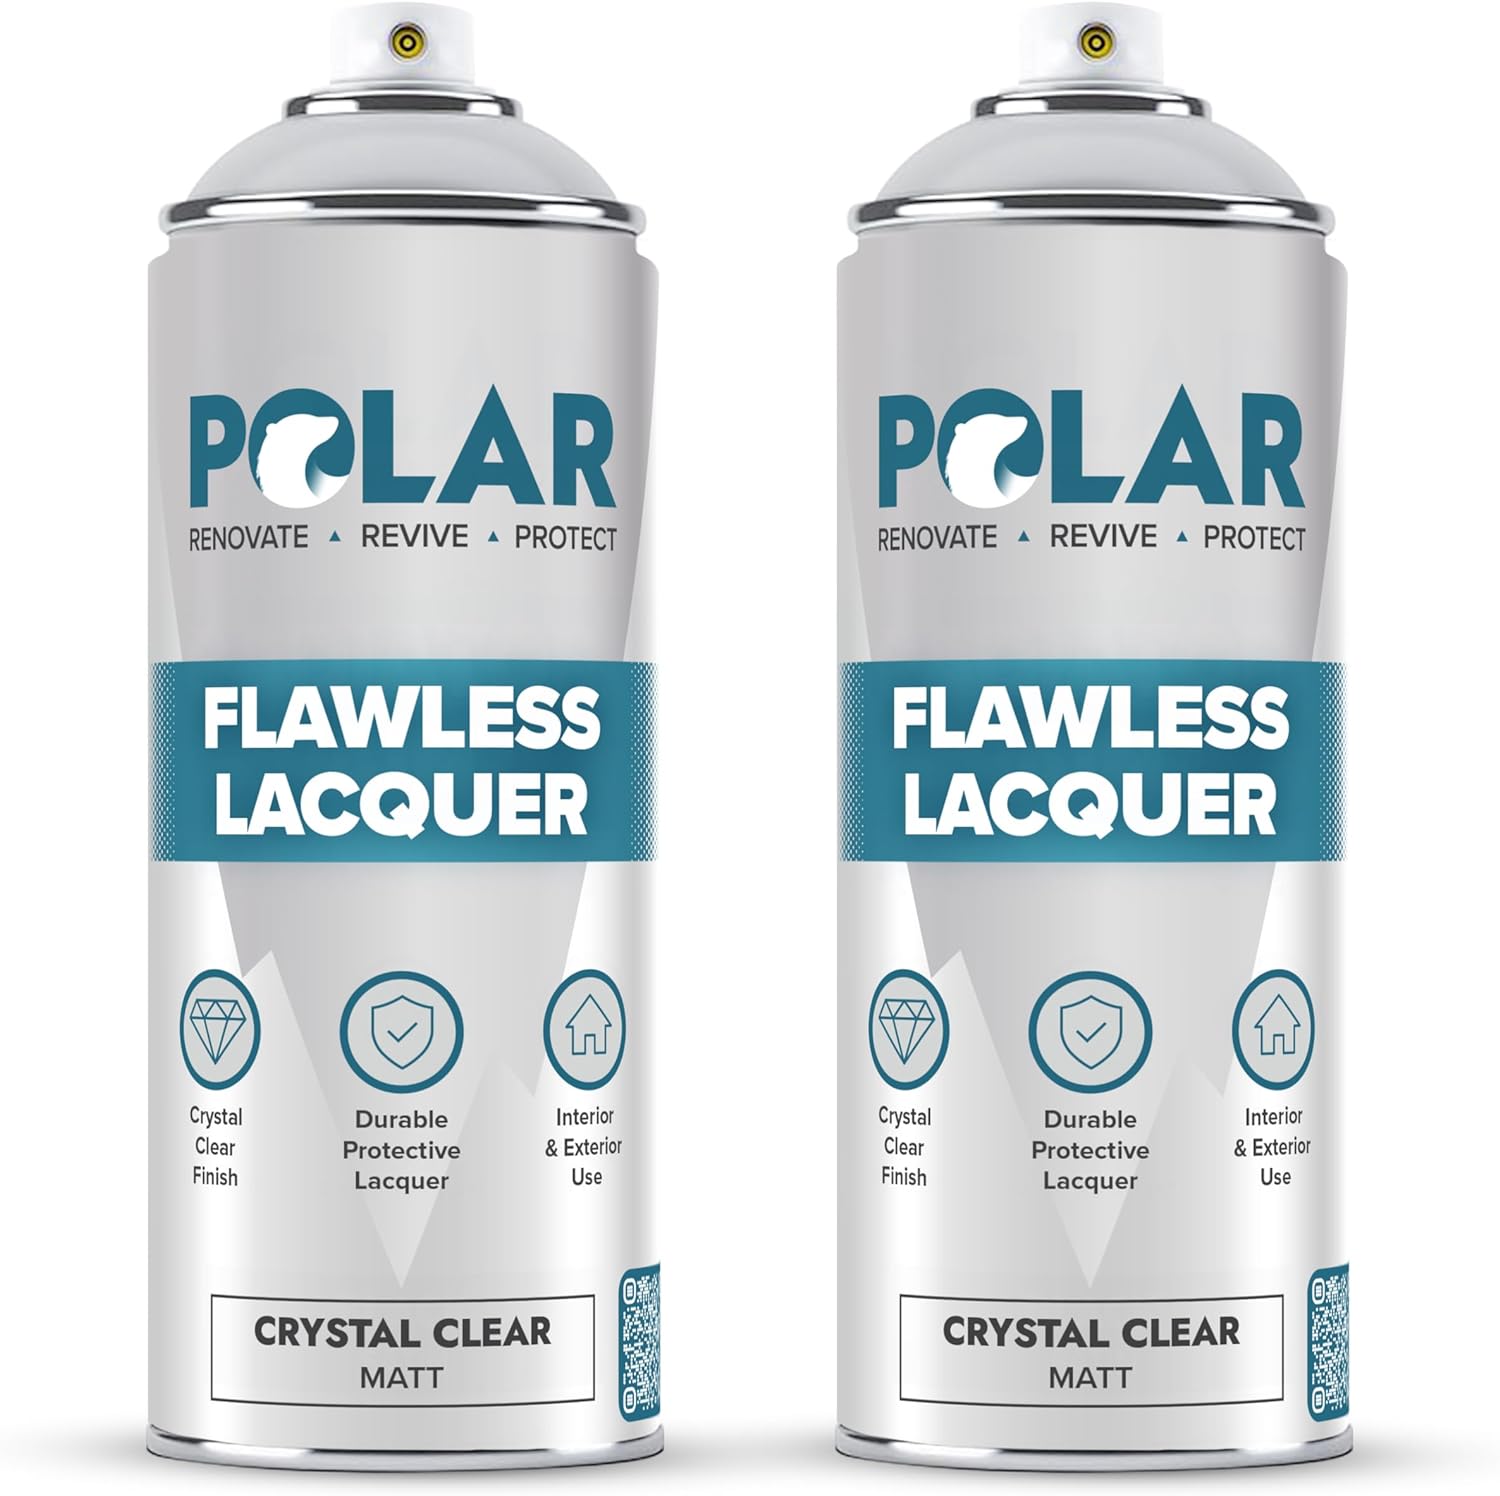 POLAR
RENOVATE ▲ REVIVE ▲ PROTECT
FLAWLESS
LACQUER
Crystal
Clear
Finish
Durable
Protective
Lacquer
Interior
& Exterior
Use
CRYSTAL CLEAR
MATT
POLAR
RENOVATE ▲ REVIVE ▲ PROTECT
FLAWLESS
LACQUER
Crystal
Clear
Finish
Durable
Protective
Lacquer
Interior
& Exterior
Use
CRYSTAL CLEAR
MATT